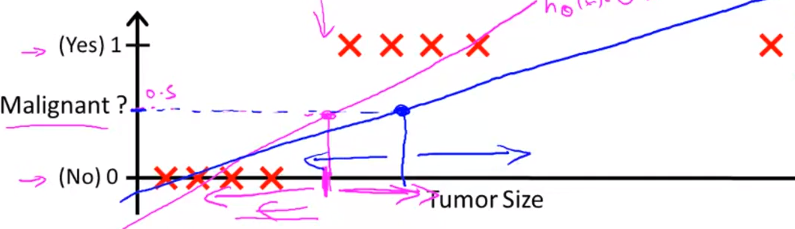 (Yes) 1
0.5
Malignant ?
(No) 0
Tumor Size